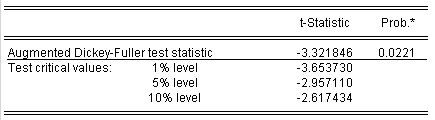 t-Statistic Prob.*
Augmented Dickey-Fuller test statistic -3.321846 0.0221
Test critical values: 1% level -3.653730
5% level -2.957110
10% level -2.617434